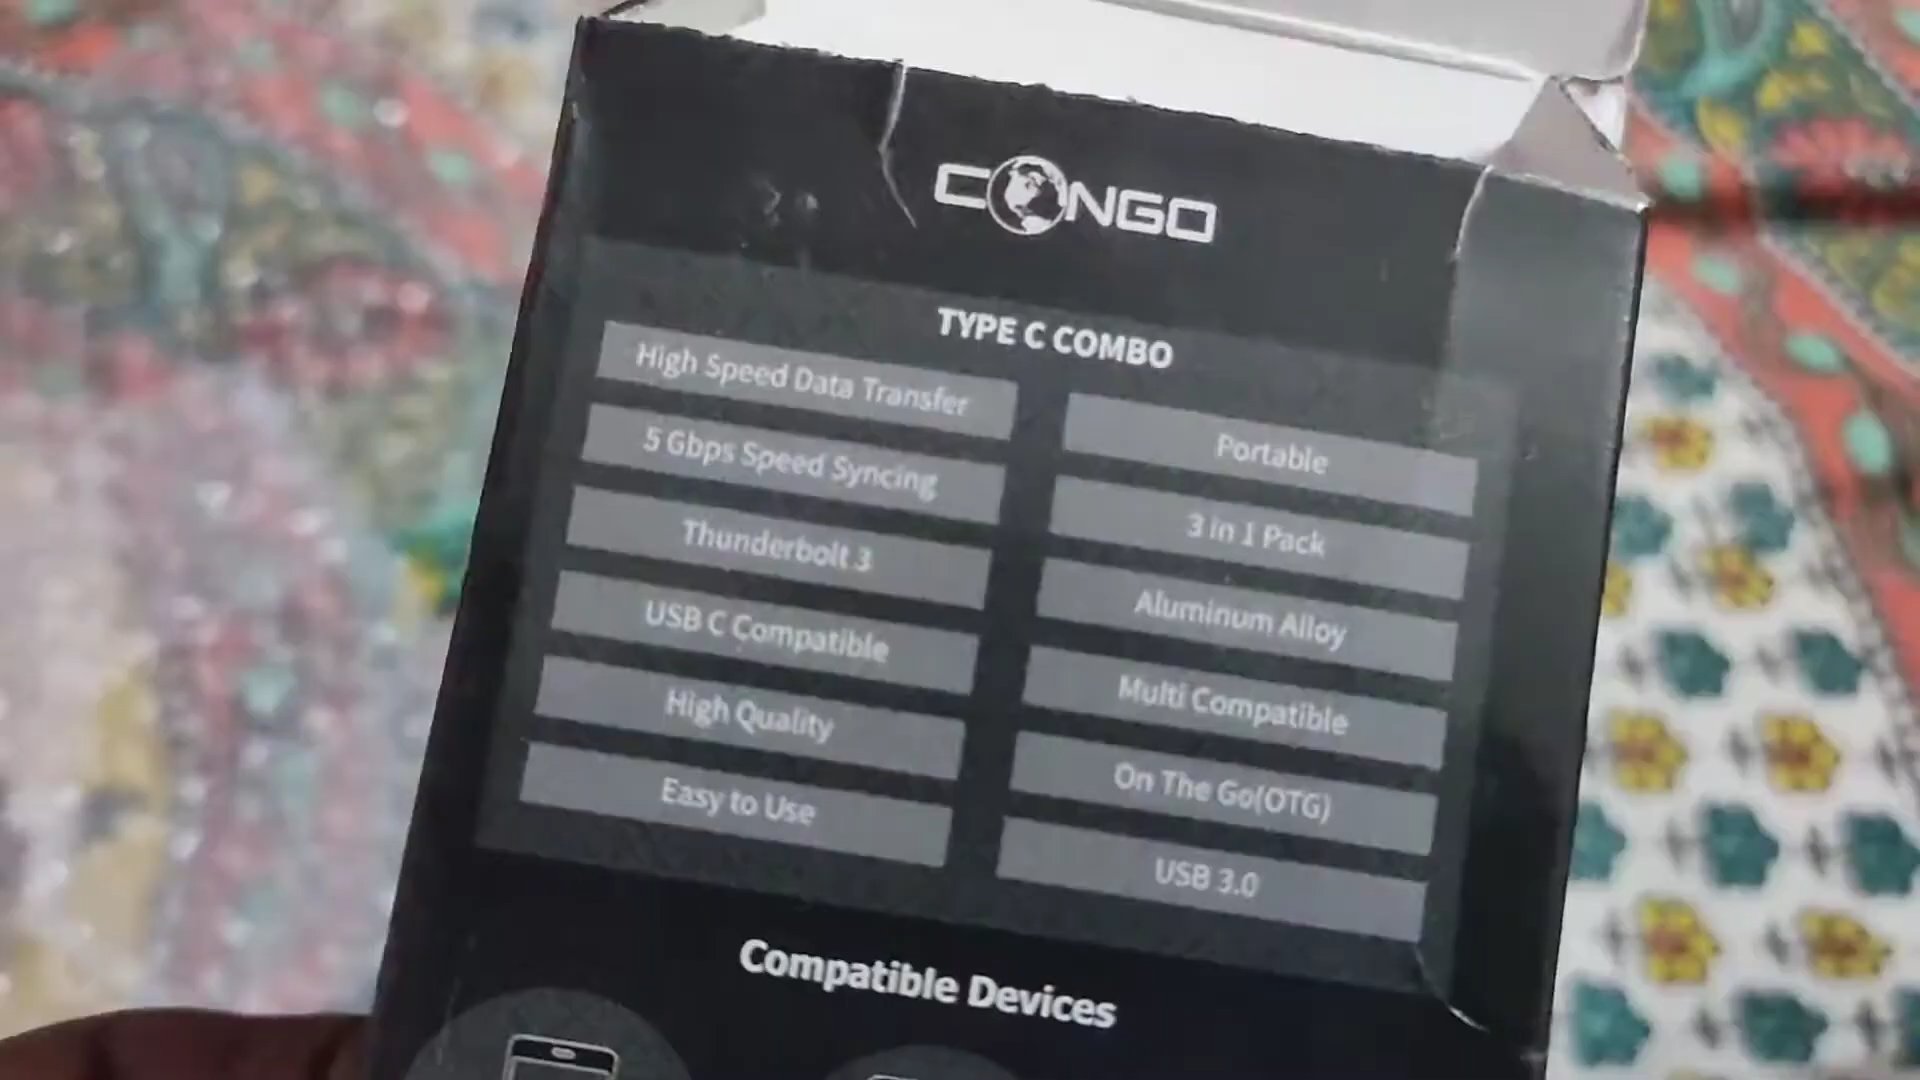 CONGO
TYPE C COMBO
High Speed Data Transfer
5 Gbps Speed Syncing
Thunderbolt 3
USB C Compatible
High Quality
Easy to Use
Portable
3 in 1 Pack
Aluminum Alloy
Multi Compatible
On The Go(OTG)
USB 3.0
Compatible Devices